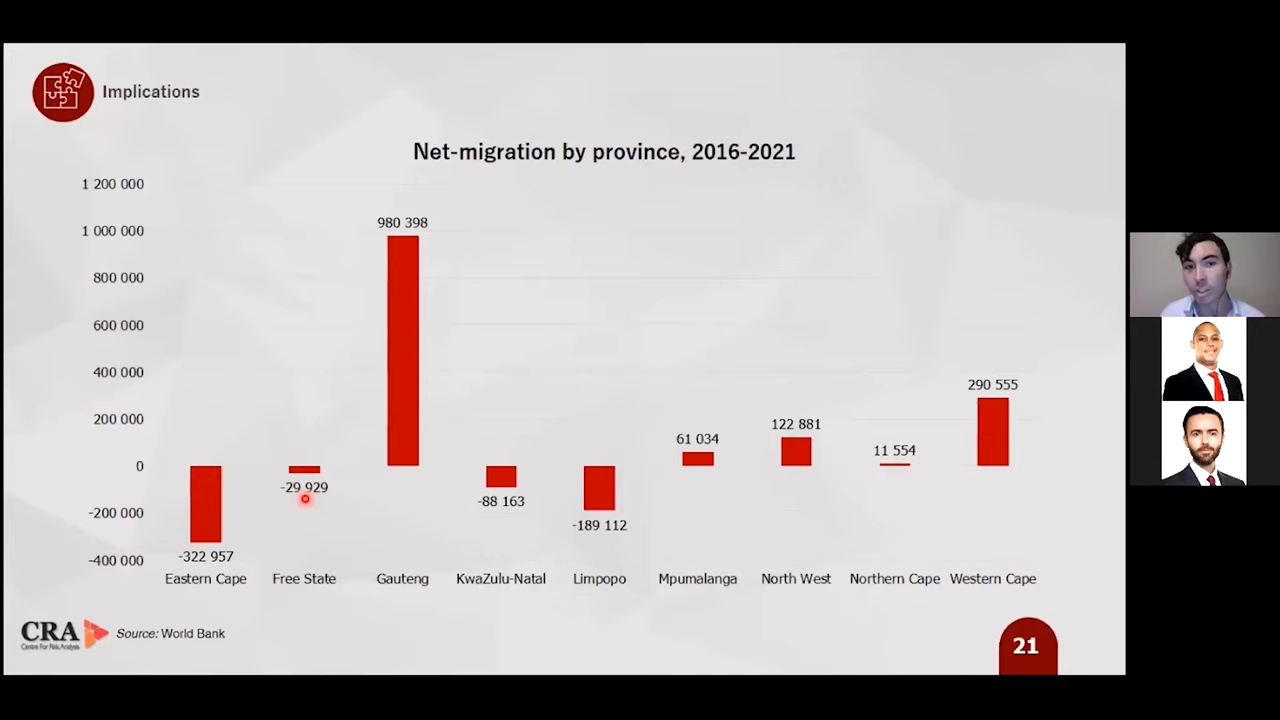 Implications
Net-migration by province, 2016-2021
1 200 000
1 000 000
800 000
600 000
400 000
200 000
0
-200 000
-400 000
-322 957
-29 929
980 398
-88 163
-189 112
61 034
122 881
11 554
290 555
Eastern Cape
Free State
Gauteng
KwaZulu-Natal
Limpopo
Mpumalanga
North West
Northern Cape
Western Cape
CRA
Centre For Risk Analysis
Source: World Bank
21